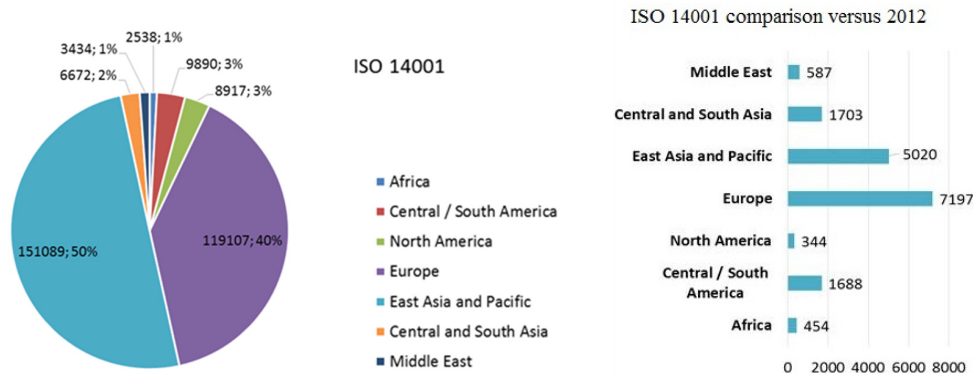 2538; 1%
3434; 1%
6672; 2%
9890; 3%
8917; 3%
119107; 40%
151089; 50%
ISO 14001
Africa
Central / South America
North America
Europe
East Asia and Pacific
Central and South Asia
Middle East
ISO 14001 comparison versus 2012
Middle East 587
Central and South Asia 1703
East Asia and Pacific 5020
Europe 7197
North America 344
Central / South
America 1688
Africa 454
0 2000 4000 6000 8000